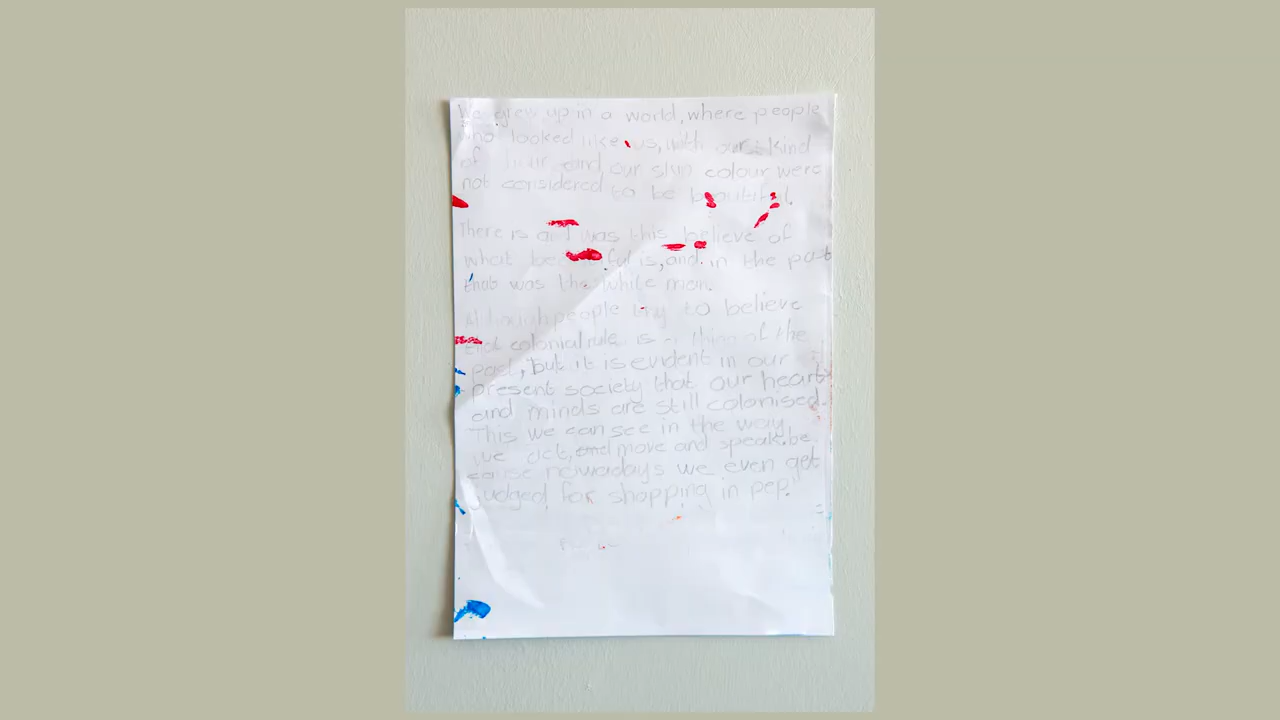 We grew up in a world, where people
who looked like us, with our kind
of hair and our skin colour were
not considered to be beautiful.
There is and was this believe of
what beautiful is, and in the past
that was the white man.
Although people try to believe
that colonial rule is a thing of the
past, but it is evident in our
present society that our hearts
and minds are still colonised.
This we can see in the way
we act, and move and speak. be
cause nowadays we even get
judged for shopping in pep."